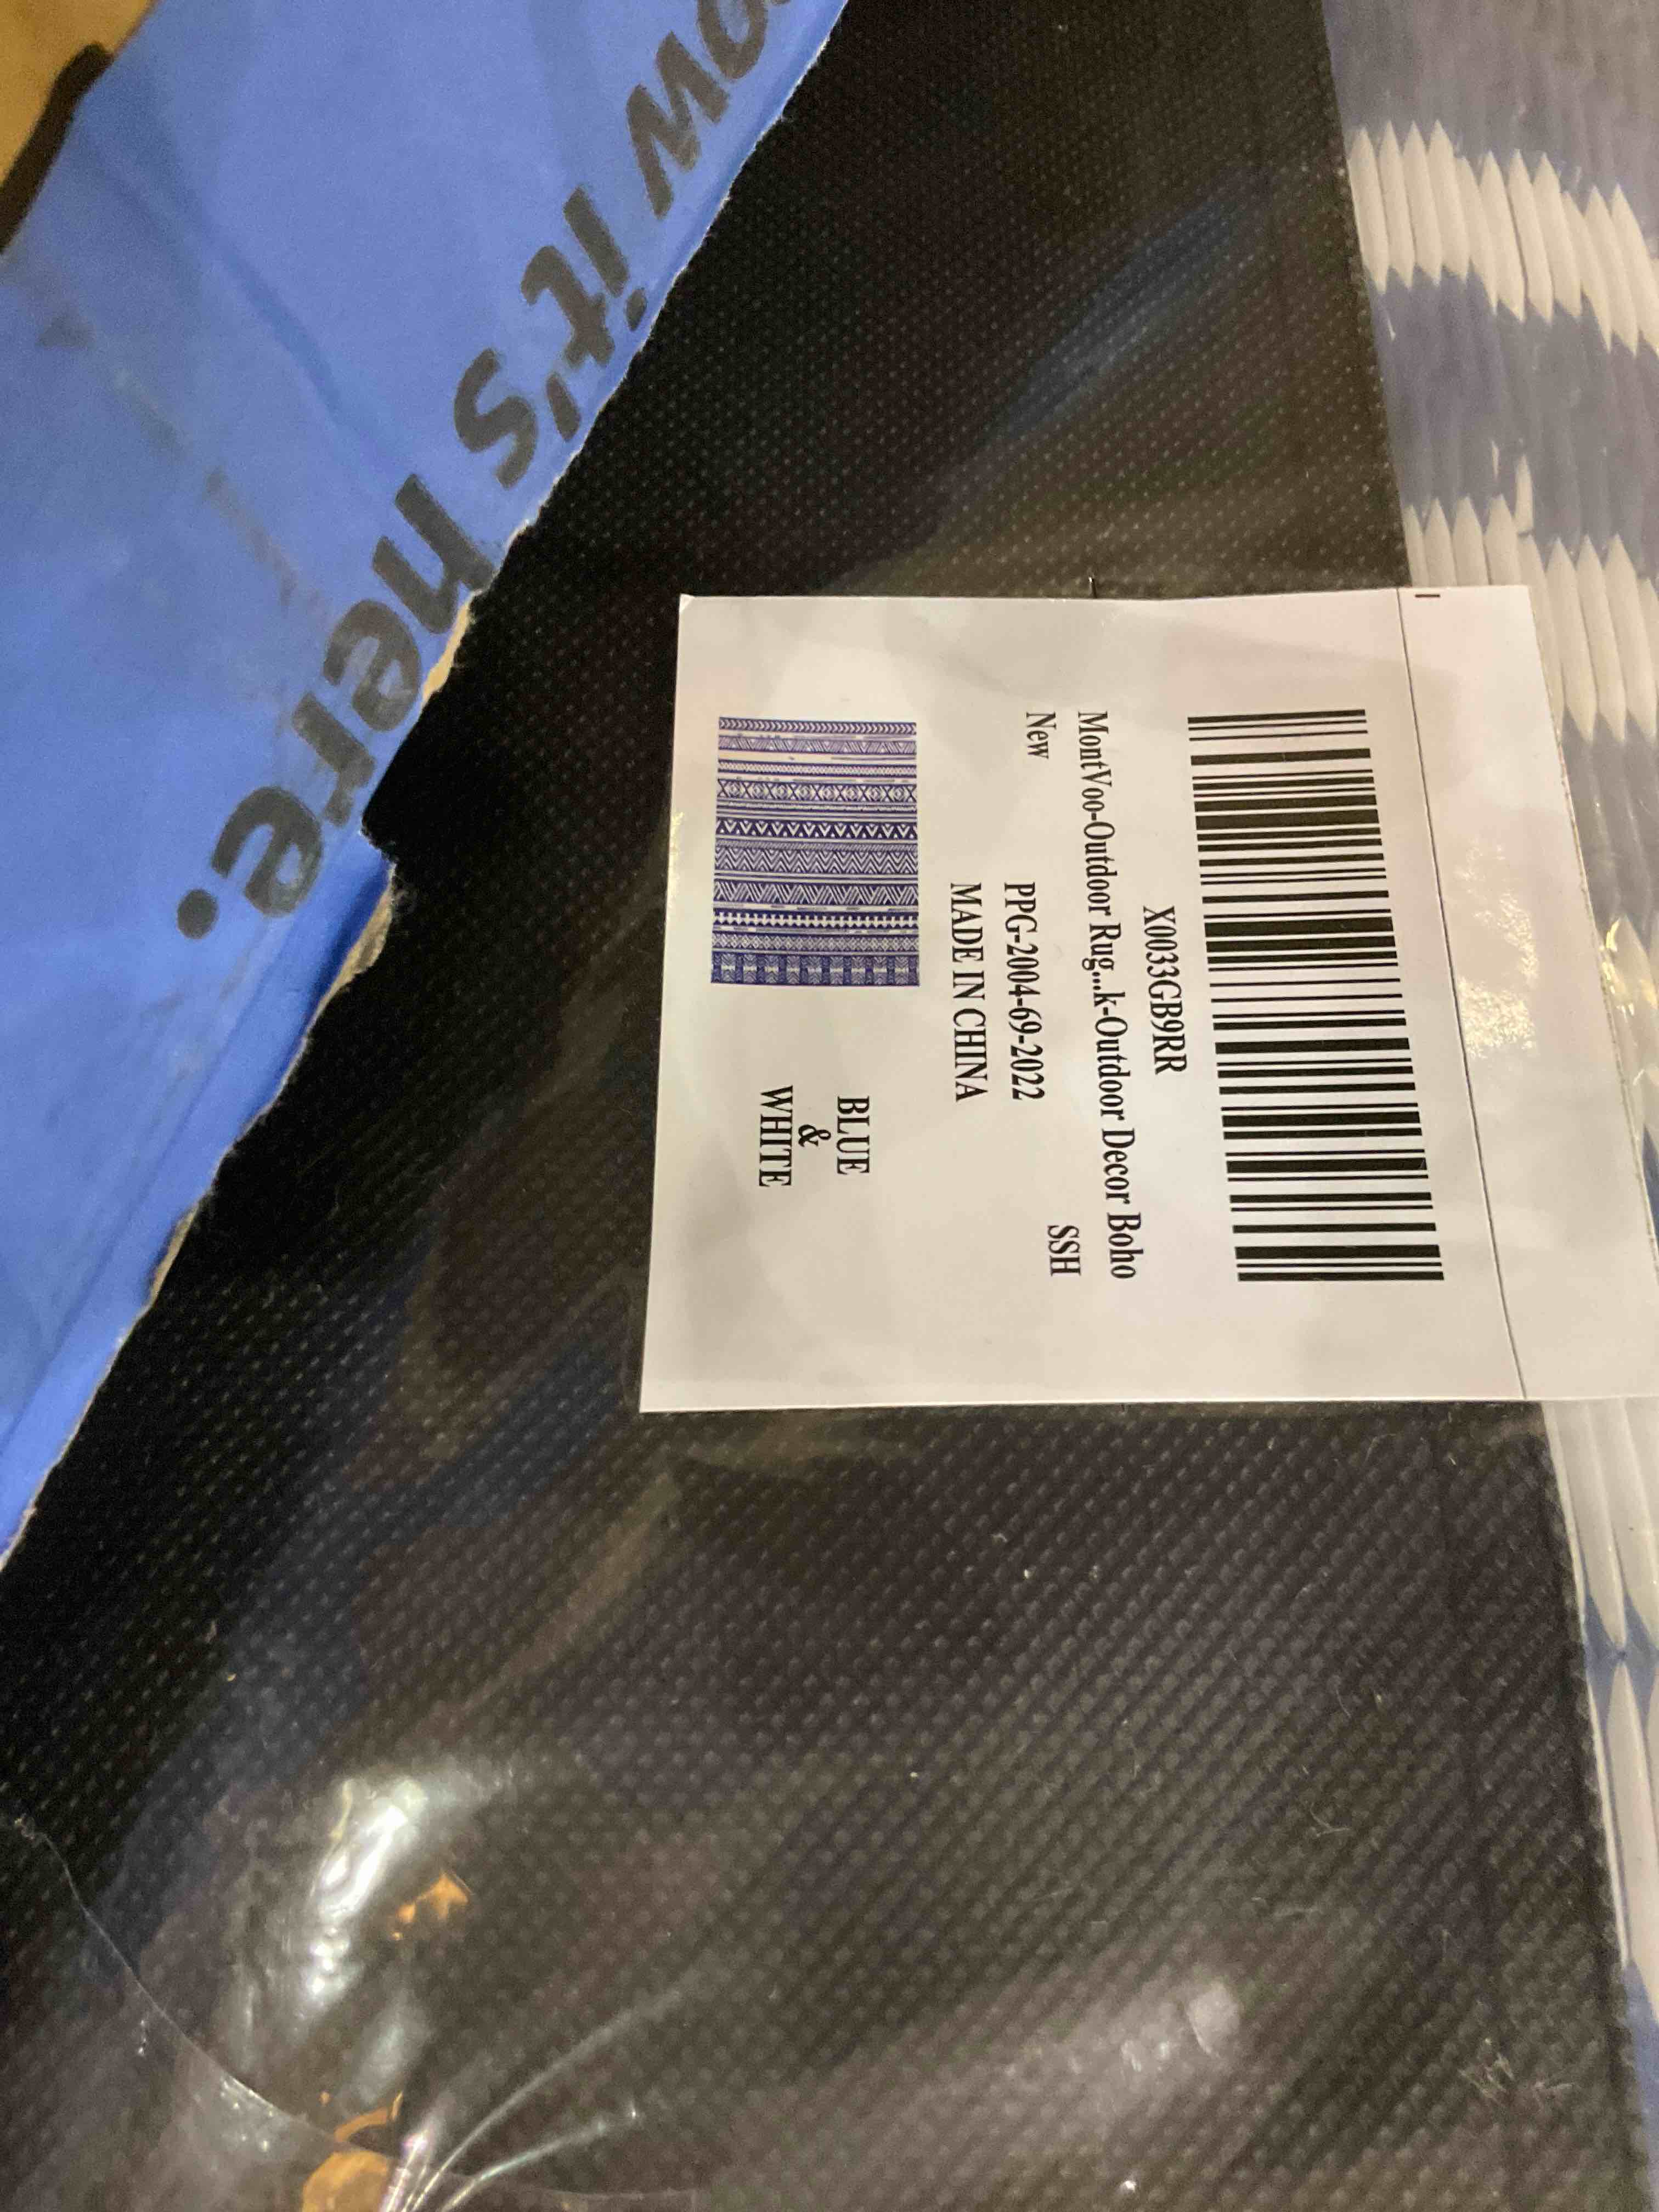 ow it's here.
X0033GB9RR
MontVoo-Outdoor Rug...k-Outdoor Decor Boho
New
SSH
PPG-2004-69-2022
MADE IN CHINA
BLUE
&
WHITE